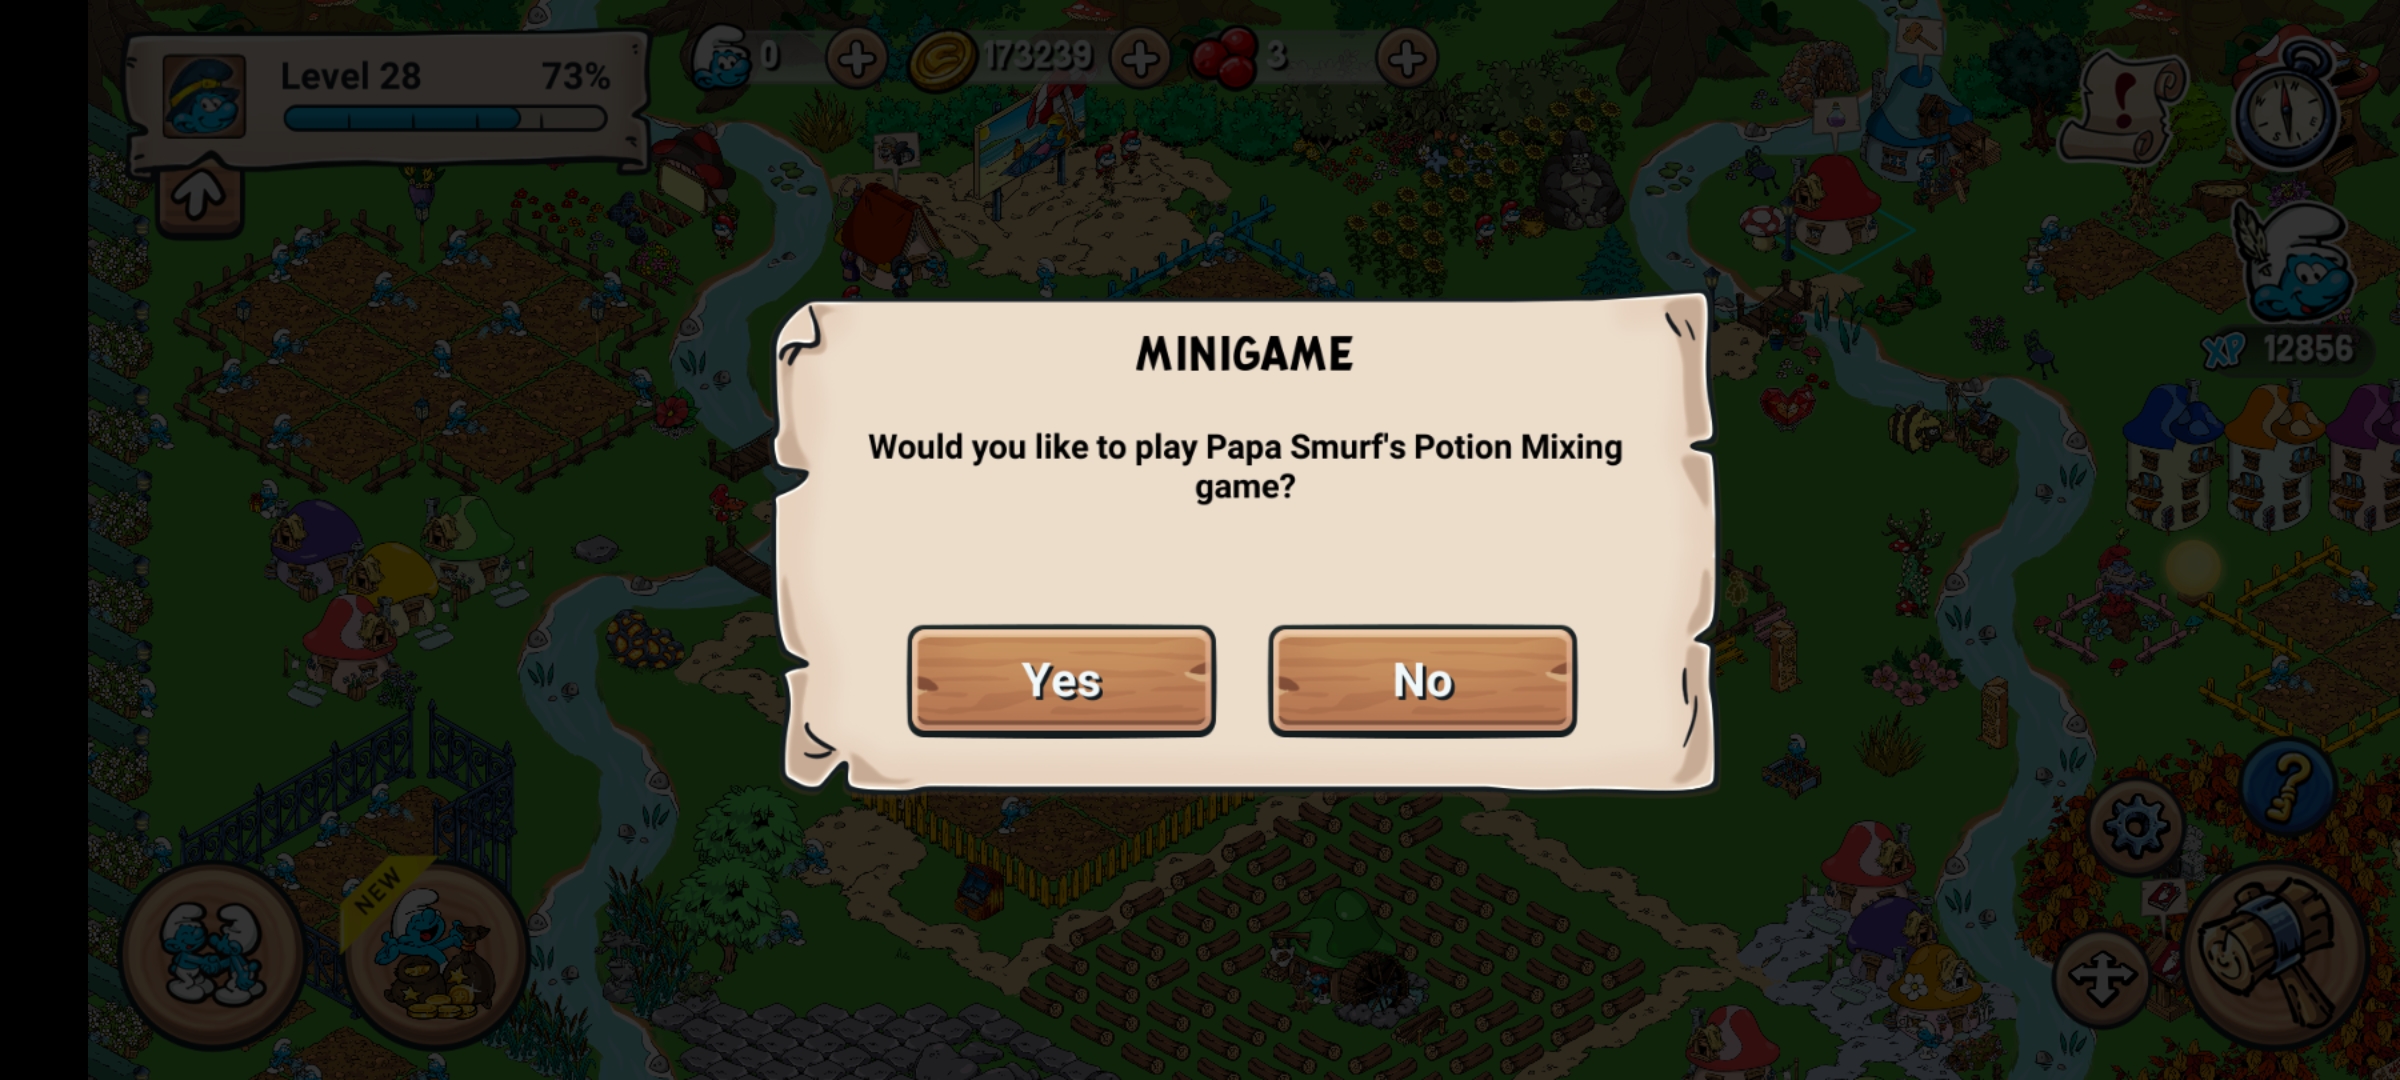 Level 28 73%
0
173239
3
XP 12856
MINIGAME
Would you like to play Papa Smurf's Potion Mixing
game?
Yes
No
NEW